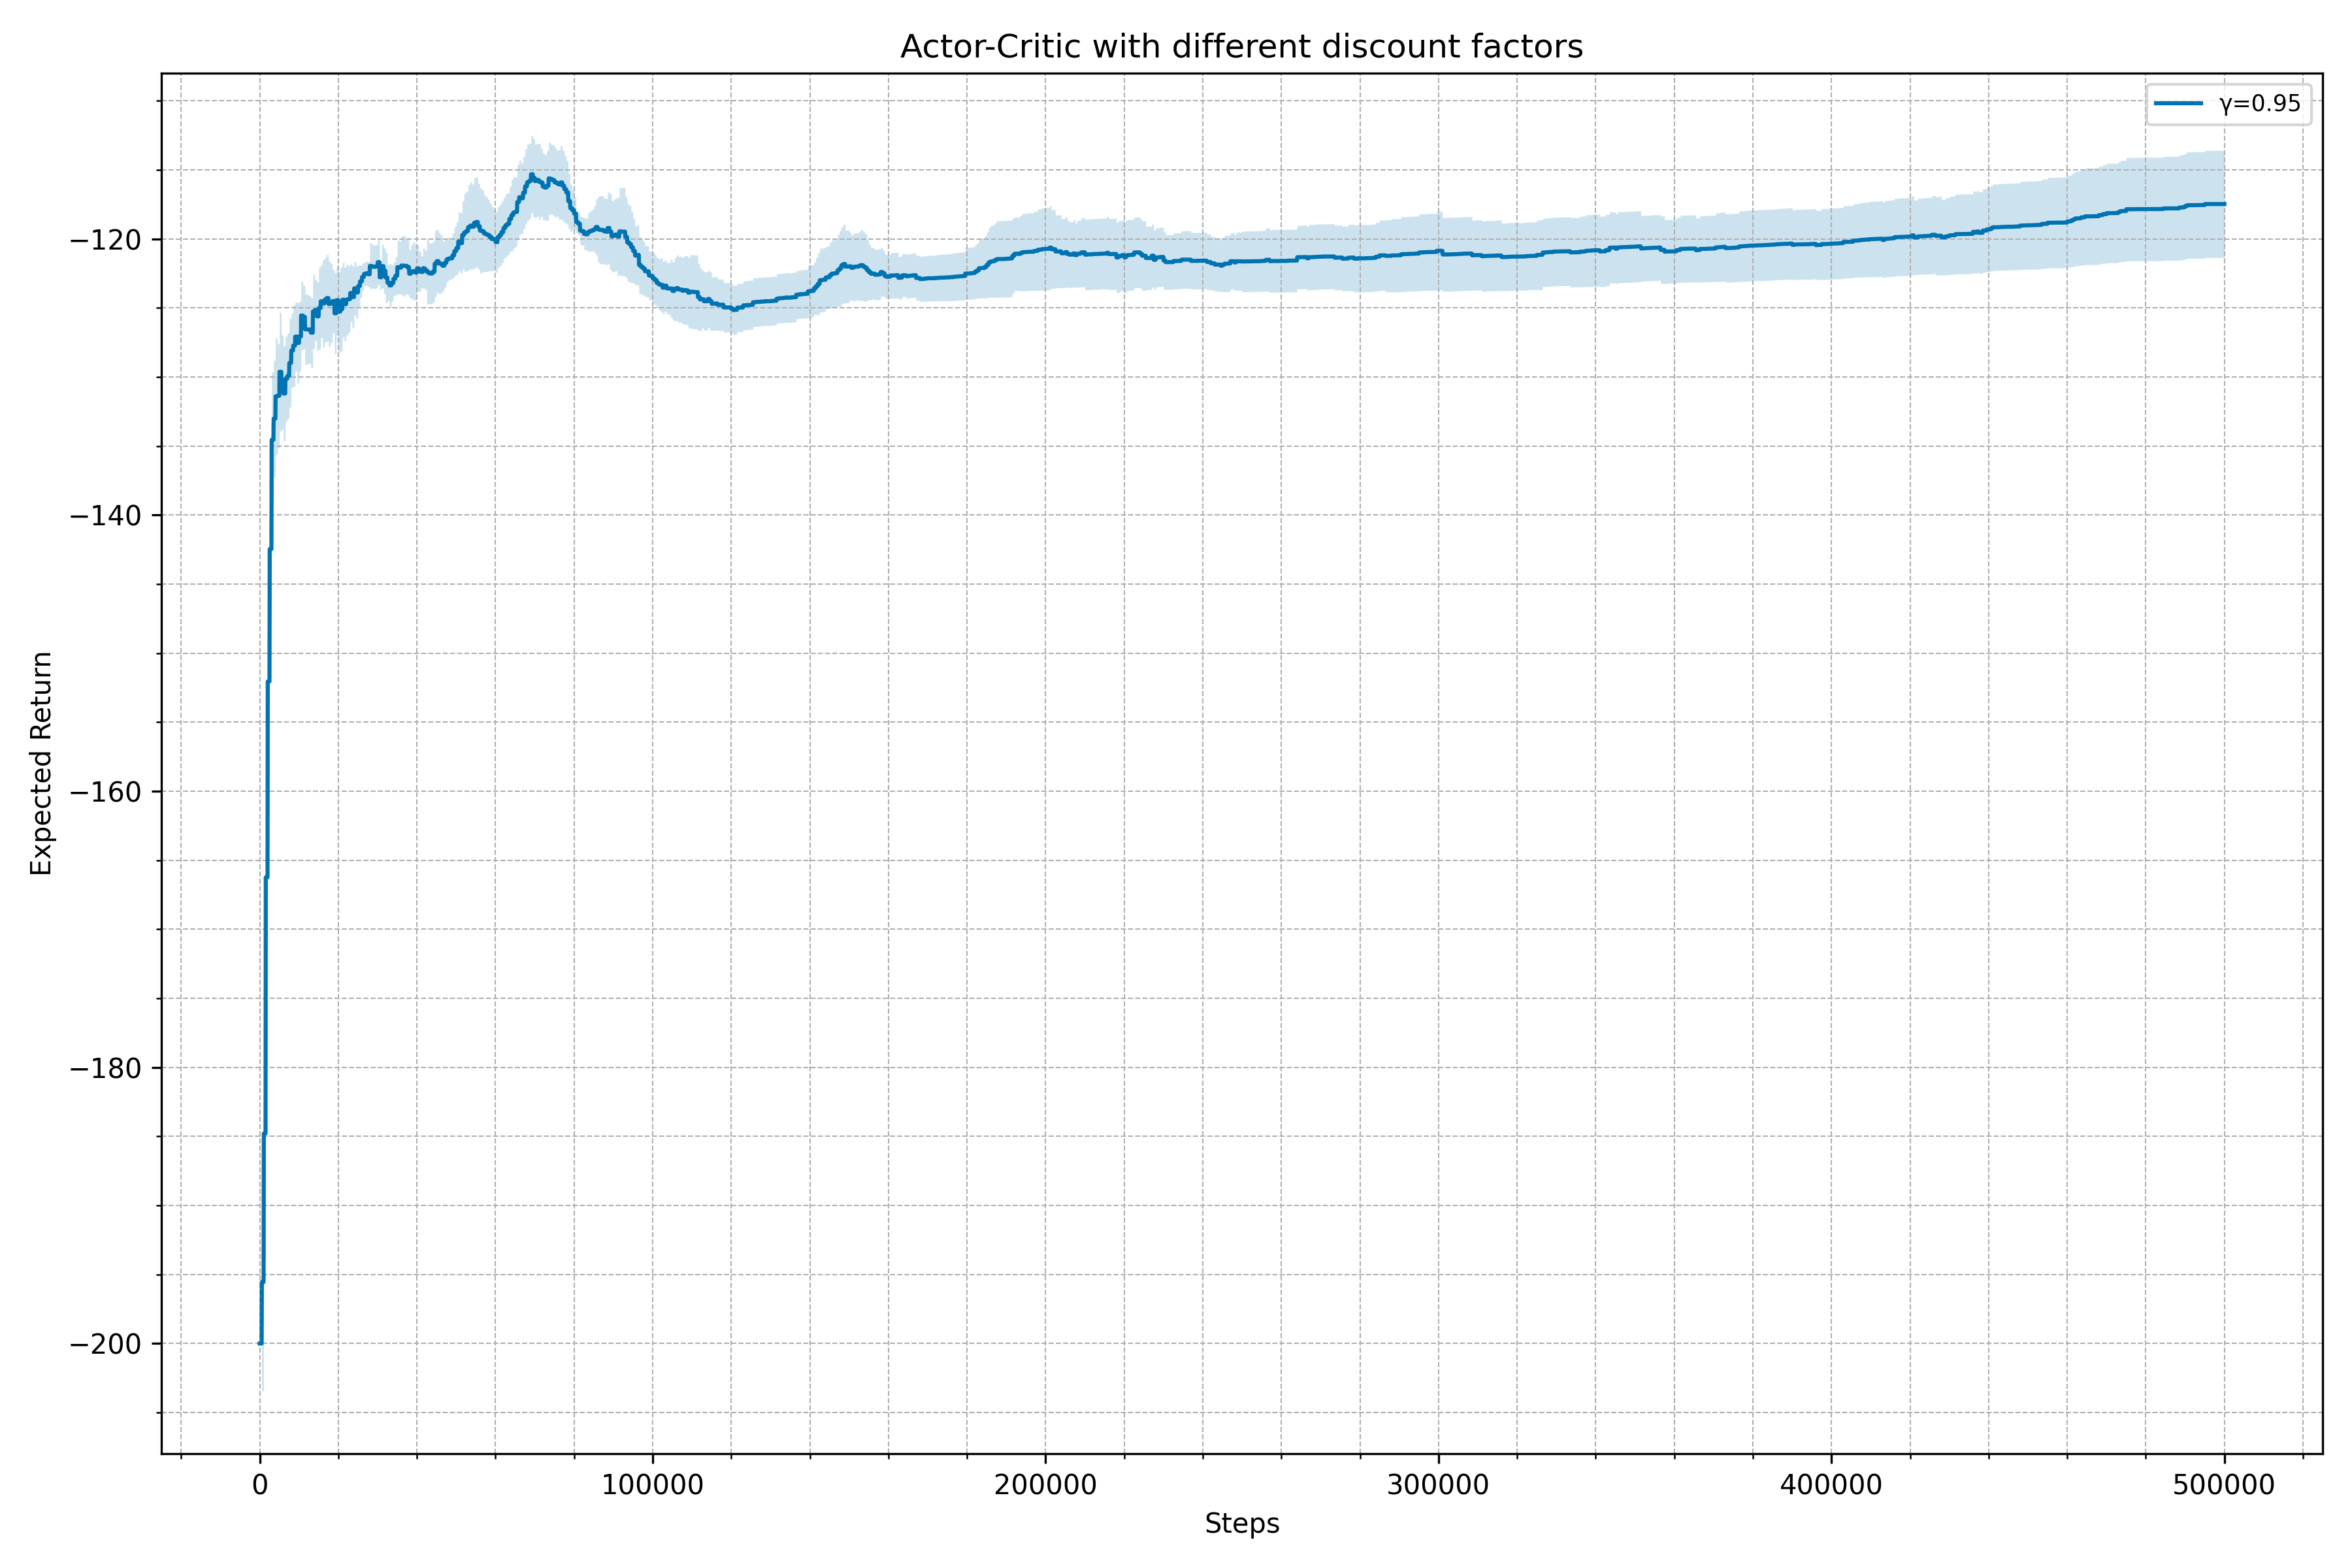 Actor-Critic with different discount factors
γ=0.95
Expected Return
−120
−140
−160
−180
−200
0 100000 200000 300000 400000 500000
Steps